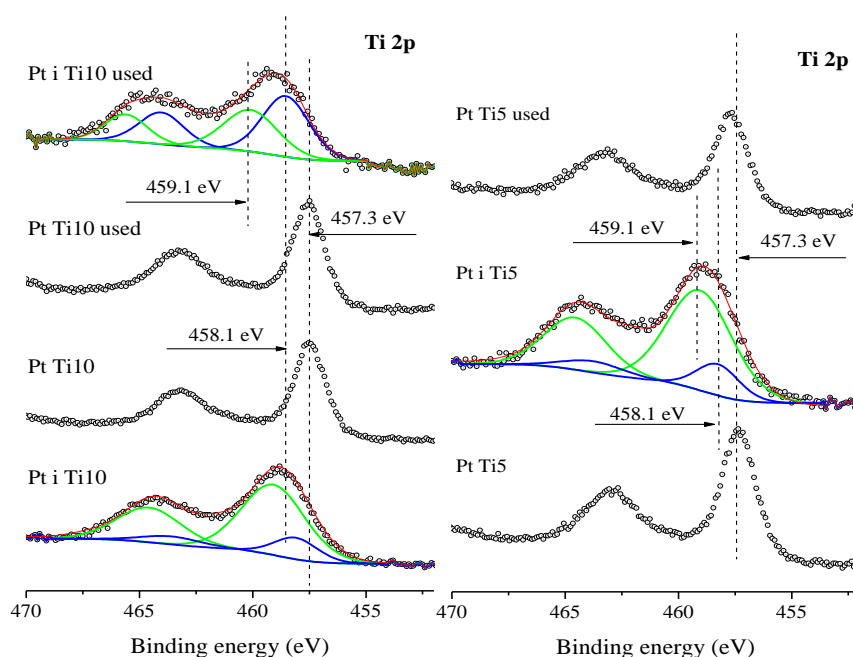 Ti 2p
Pt i Ti10 used
459.1 eV
Pt Ti10 used
457.3 eV
458.1 eV
Pt Ti10
Pt i Ti10
470 465 460 455
Binding energy (eV)
Ti 2p
Pt Ti5 used
459.1 eV
457.3 eV
Pt i Ti5
458.1 eV
Pt Ti5
470 465 460 455
Binding energy (eV)